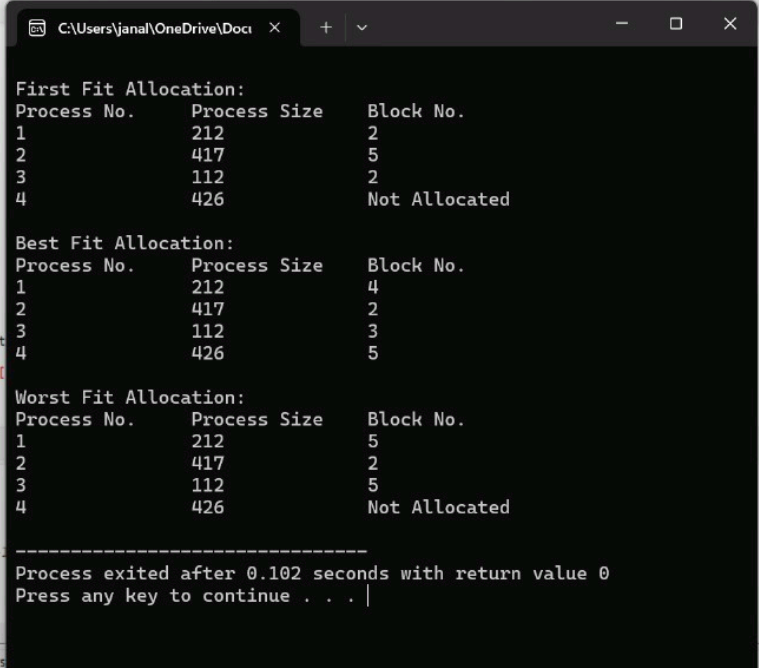 C:\Users\janal\OneDrive\Docu
First Fit Allocation:
Process No.     Process Size    Block No.
1               212             2
2               417             5
3               112             2
4               426             Not Allocated
Best Fit Allocation:
Process No.     Process Size    Block No.
1               212             4
2               417             2
3               112             3
4               426             5
Worst Fit Allocation:
Process No.     Process Size    Block No.
1               212             5
2               417             2
3               112             5
4               426             Not Allocated
--------------------------------
Process exited after 0.102 seconds with return value 0
Press any key to continue . . .